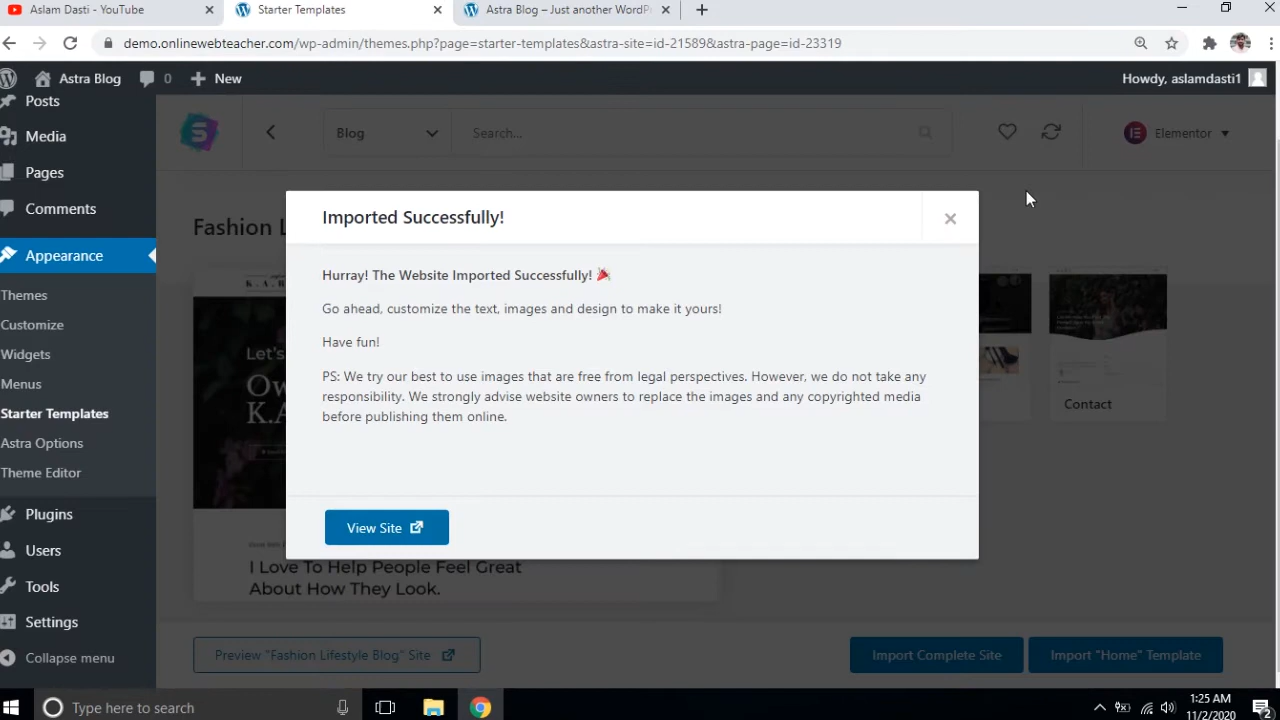 Aslam Dasti - YouTube
Starter Templates
Astra Blog – Just another WordP
demo.onlinewebteacher.com/wp-admin/themes.php?page=starter-templates&astra-site=id-21589&astra-page=id-23319
Astra Blog
0
New
Howdy, aslamdasti1
Posts
Media
Pages
Comments
Appearance
Themes
Customize
Widgets
Menus
Starter Templates
Astra Options
Theme Editor
Plugins
Users
Tools
Settings
Collapse menu
Blog
Search...
Elementor
Fashion L
Imported Successfully!
Hurray! The Website Imported Successfully!
Go ahead, customize the text, images and design to make it yours!
Have fun!
PS: We try our best to use images that are free from legal perspectives. However, we do not take any
responsibility. We strongly advise website owners to replace the images and any copyrighted media
before publishing them online.
View Site
Let's
Ow
K.A
Contact
I Love To Help People Feel Great
About How They Look.
Preview "Fashion Lifestyle Blog" Site
Import Complete Site
Import "Home" Template
Type here to search
1:25 AM
11/2/2020
2